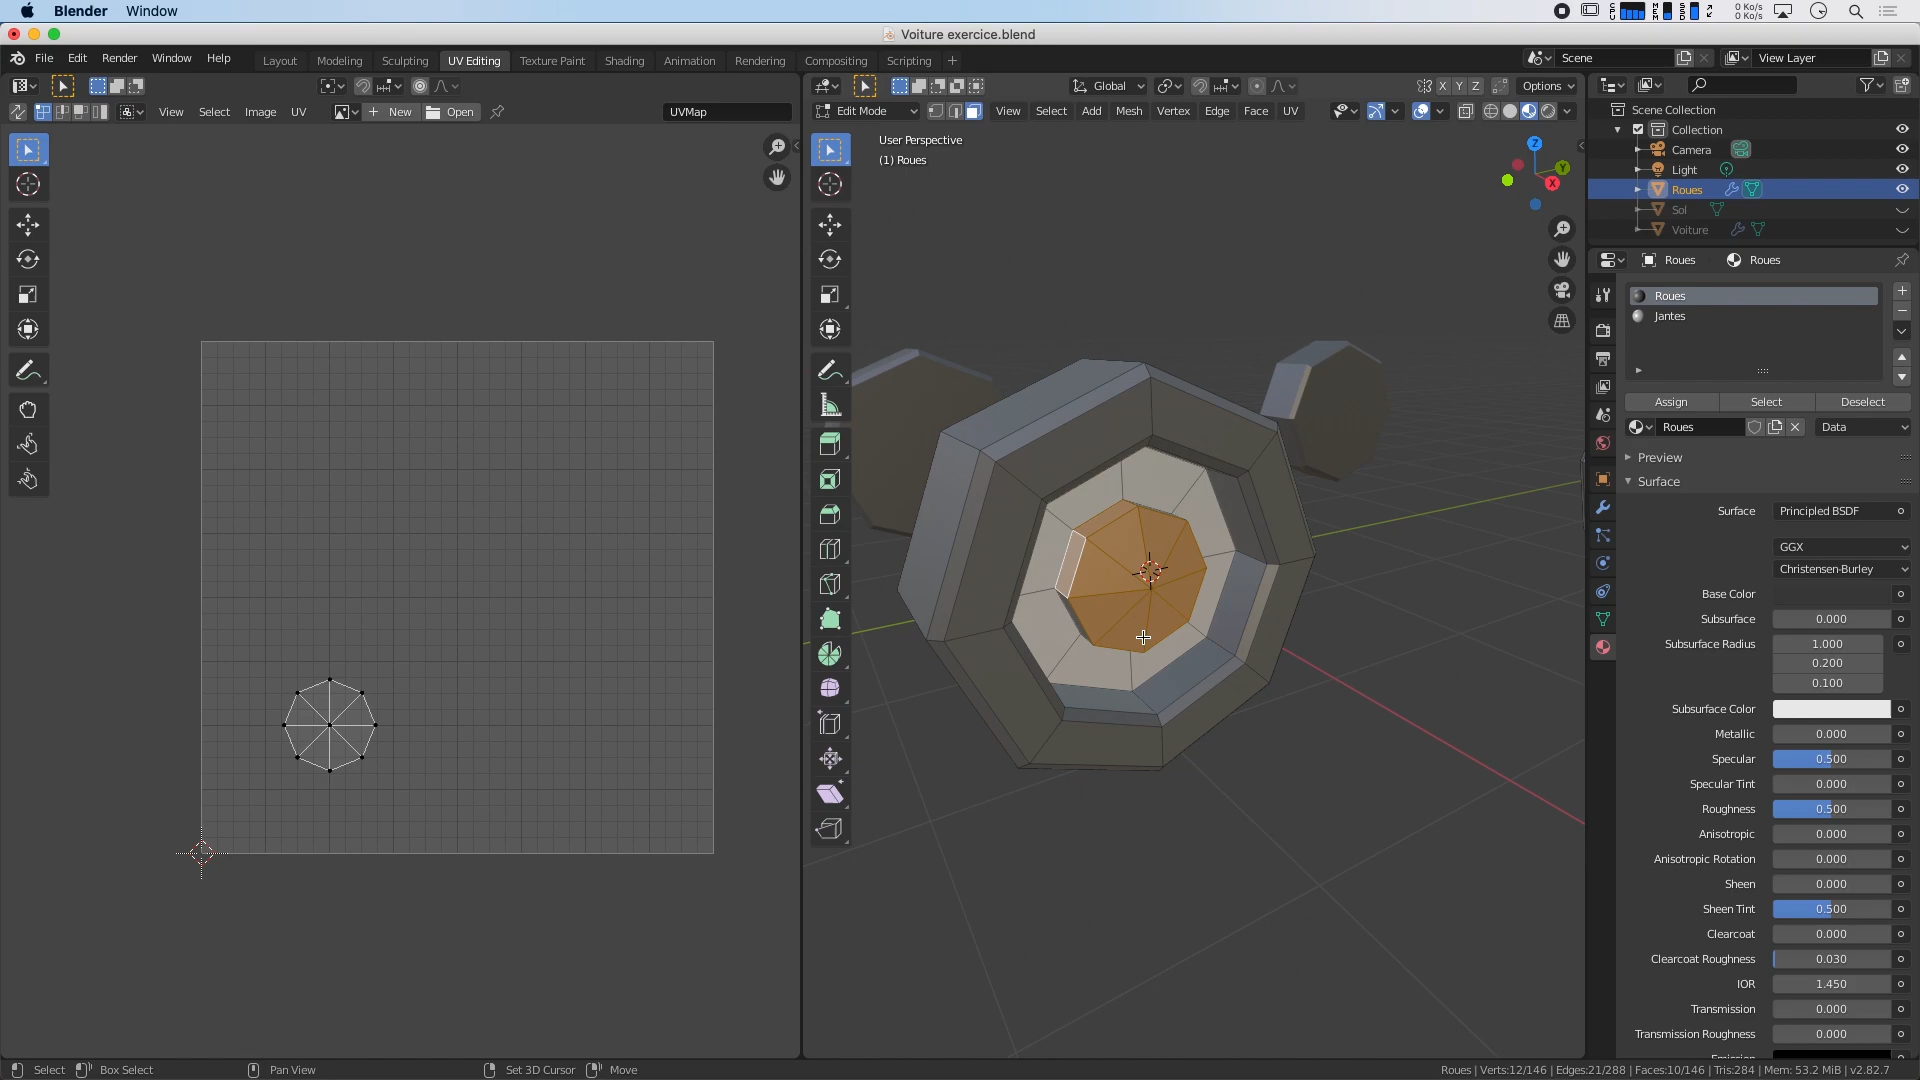 Blender Window
0 Ko/s
0 Ko/s
Voiture exercice.blend
File Edit Render Window Help Layout Modeling Sculpting UV Editing Texture Paint Shading Animation Rendering Compositing Scripting + Scene View Layer
Global X Y Z Options
View Select Image UV New Open UVMap Edit Mode View Select Add Mesh Vertex Edge Face UV
User Perspective
(1) Roues
Z
Y
X
Scene Collection
Collection
Camera
Light
Roues
Sol
Voiture
Roues Roues
Roues
Jantes
Assign Select Deselect
Roues Data
Preview
Surface
Surface Principled BSDF
GGX
Christensen-Burley
Base Color
Subsurface 0.000
Subsurface Radius 1.000
0.200
0.100
Subsurface Color
Metallic 0.000
Specular 0.500
Specular Tint 0.000
Roughness 0.500
Anisotropic 0.000
Anisotropic Rotation 0.000
Sheen 0.000
Sheen Tint 0.500
Clearcoat 0.000
Clearcoat Roughness 0.030
IOR 1.450
Transmission 0.000
Transmission Roughness 0.000
Select Box Select Pan View Set 3D Cursor Move Roues | Verts:12/146 | Edges:21/288 | Faces:10/146 | Tris:284 | Mem: 53.2 MiB | v2.82.7